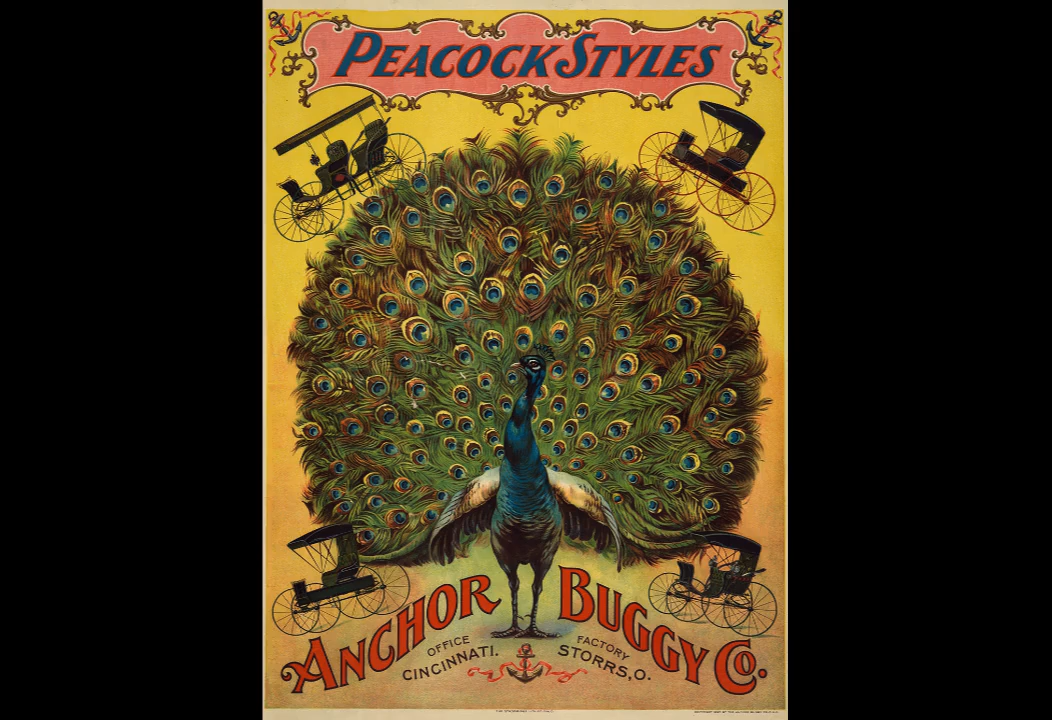 PEACOCK STYLES
ANCHOR BUGGY CO.
OFFICE
CINCINNATI.
FACTORY
STORRS, O.